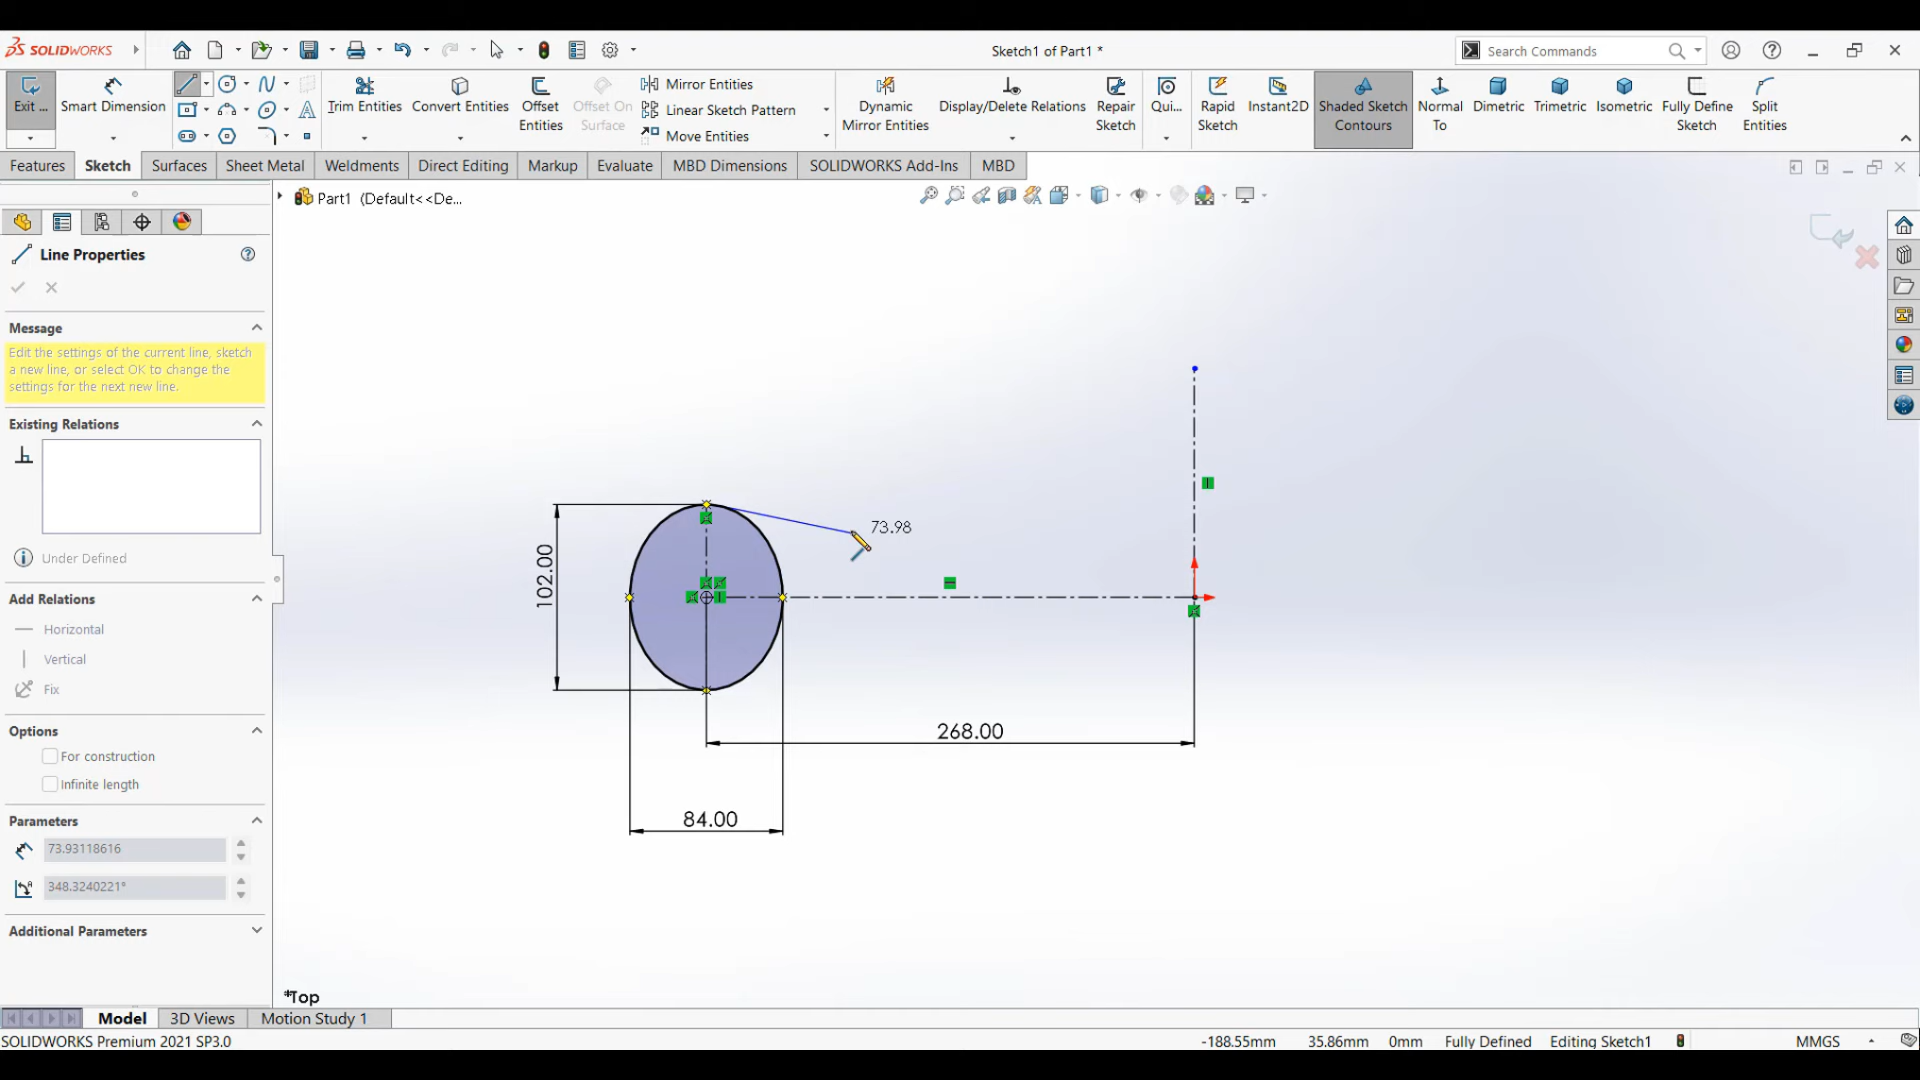 SOLIDWORKS
Sketch1 of Part1 *
Search Commands
Exit ...
Smart Dimension
Trim Entities
Convert Entities
Offset Entities
Offset On Surface
Mirror Entities
Linear Sketch Pattern
Move Entities
Dynamic Mirror Entities
Display/Delete Relations
Repair Sketch
Qui...
Rapid Sketch
Instant2D
Shaded Sketch Contours
Normal To
Dimetric
Trimetric
Isometric
Fully Define Sketch
Split Entities
Features
Sketch
Surfaces
Sheet Metal
Weldments
Direct Editing
Markup
Evaluate
MBD Dimensions
SOLIDWORKS Add-Ins
MBD
Part1 (Default<<De...
Line Properties
Message
Edit the settings of the current line, sketch
a new line, or select OK to change the
settings for the next new line.
Existing Relations
Under Defined
Add Relations
Horizontal
Vertical
Fix
Options
For construction
Infinite length
Parameters
73.93118616
348.3240221°
Additional Parameters
73.98
102.00
268.00
84.00
*Top
Model
3D Views
Motion Study 1
SOLIDWORKS Premium 2021 SP3.0
-188.55mm
35.86mm
0mm
Fully Defined
Editing Sketch1
MMGS